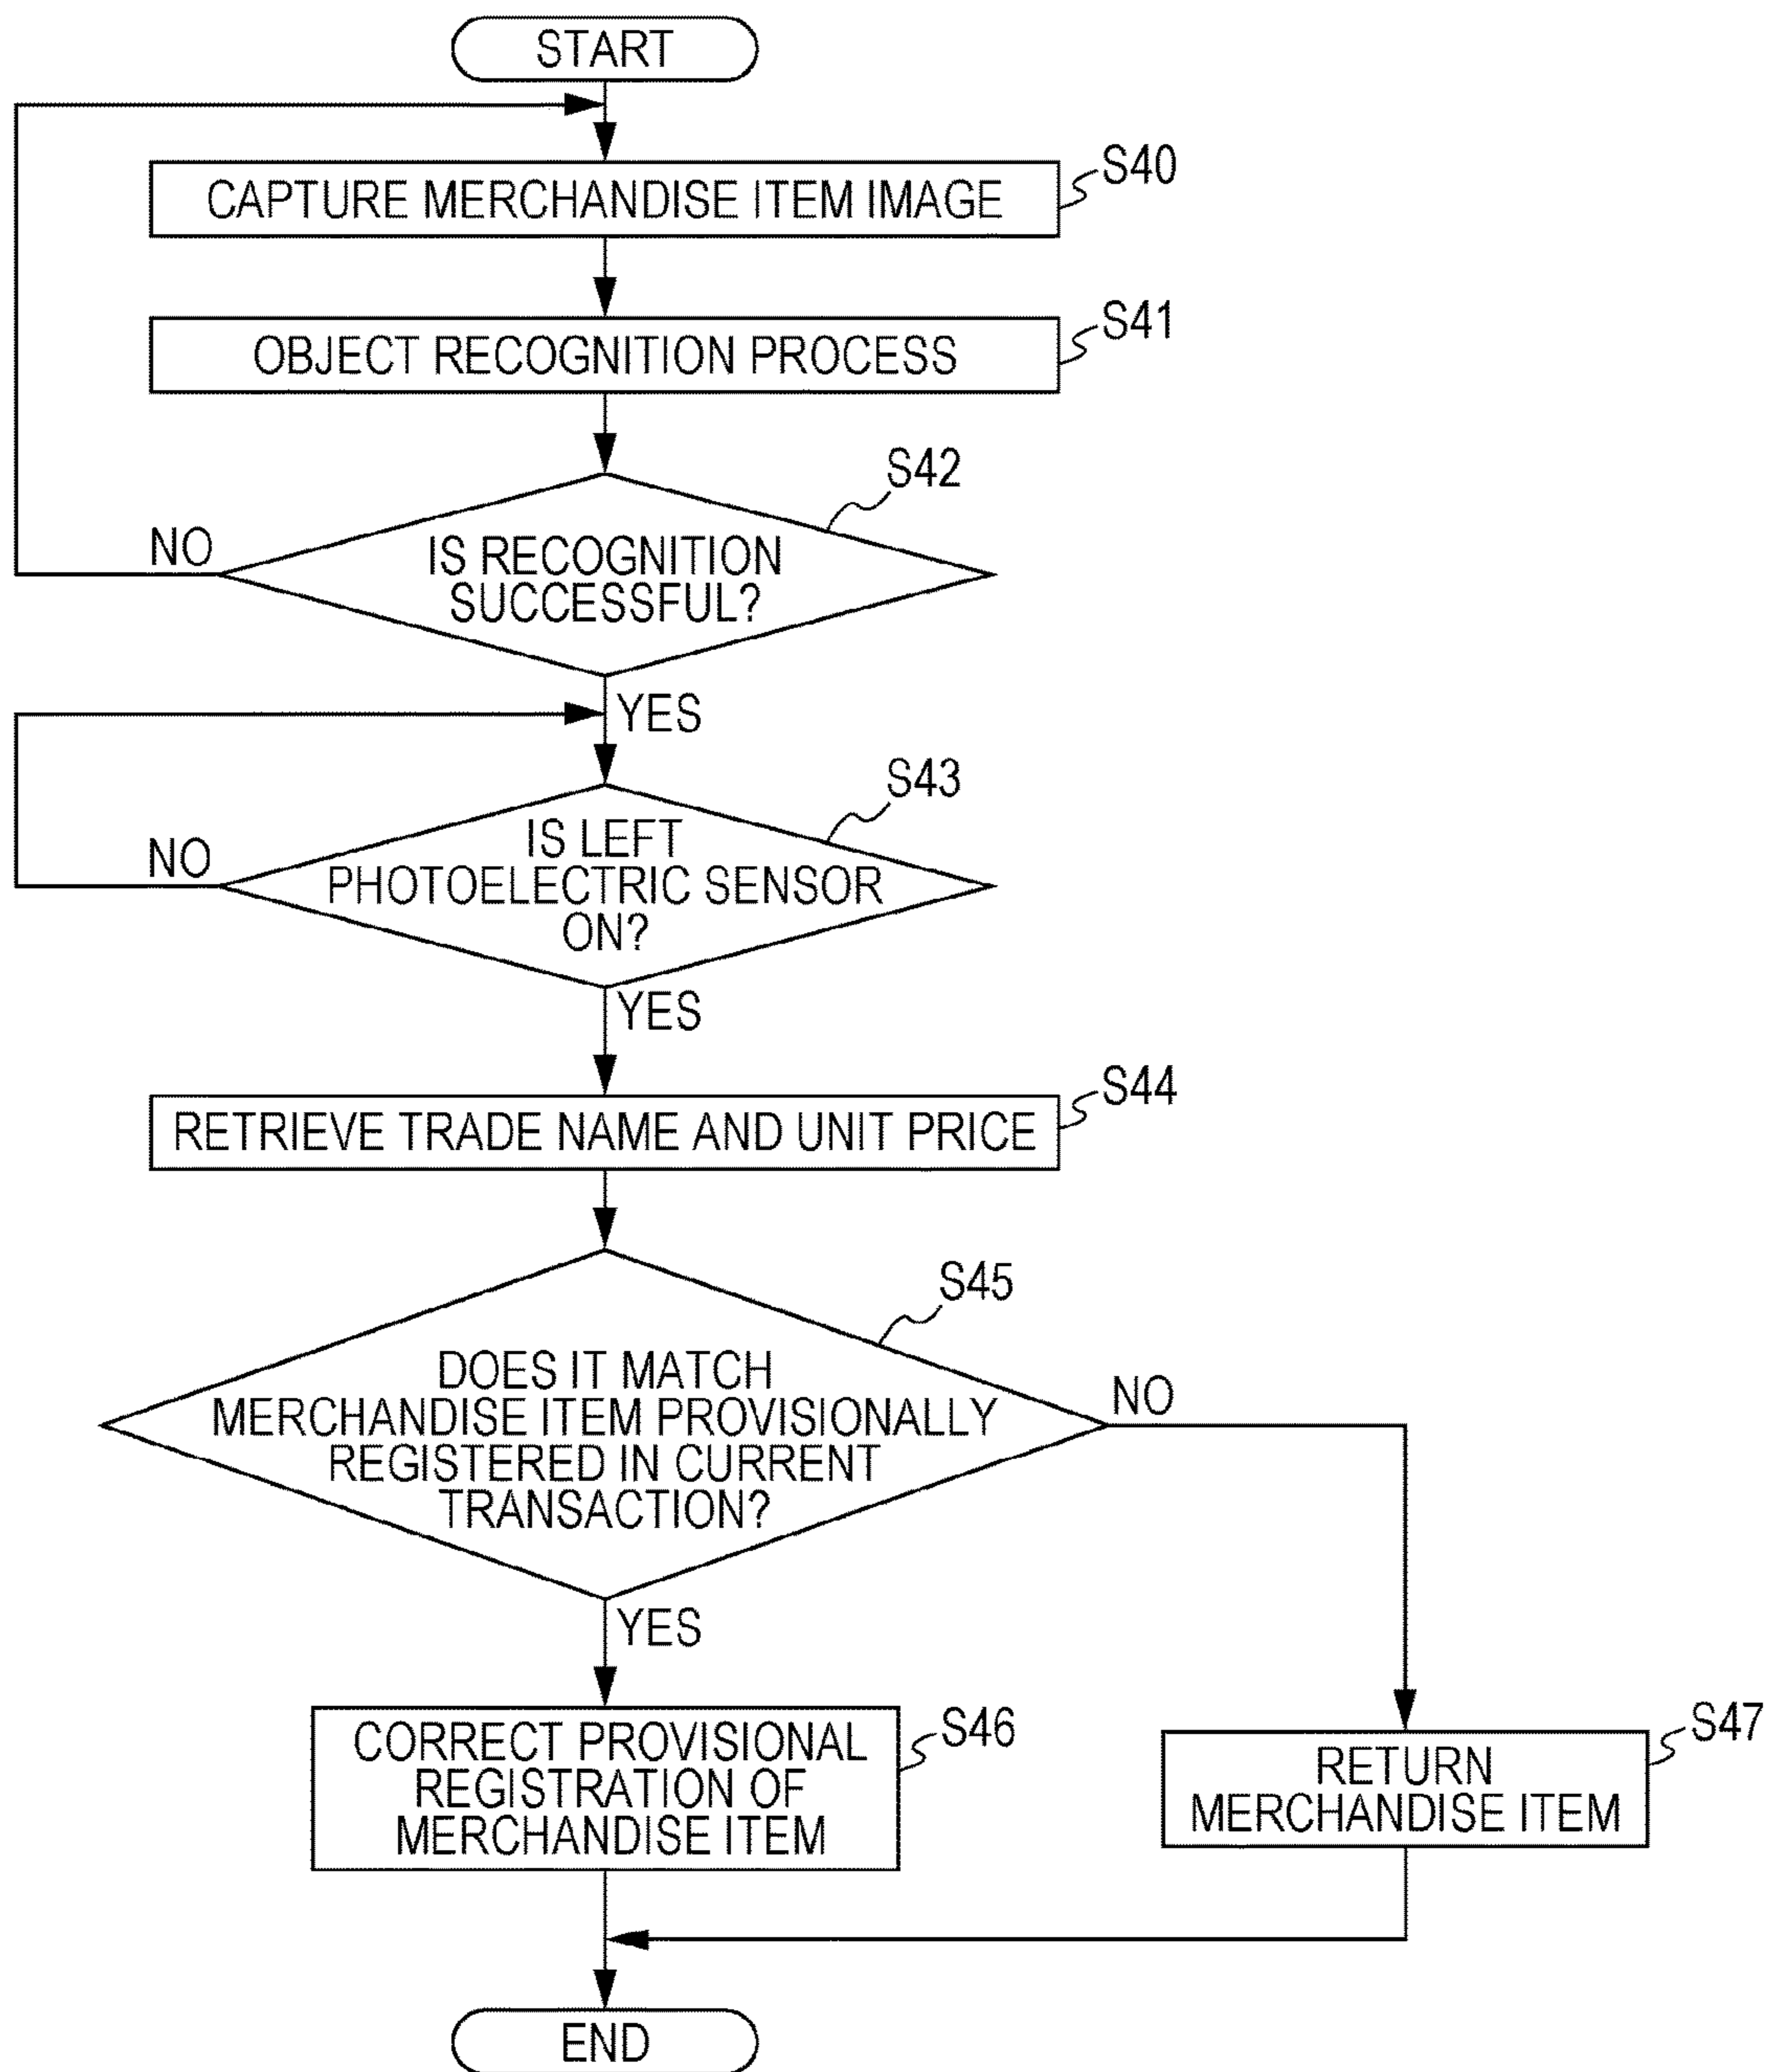 START
S40
CAPTURE MERCHANDISE ITEM IMAGE
S41
OBJECT RECOGNITION PROCESS
S42
NO
IS RECOGNITION
SUCCESSFUL?
YES
S43
NO
IS LEFT
PHOTOELECTRIC SENSOR
ON?
YES
S44
RETRIEVE TRADE NAME AND UNIT PRICE
S45
DOES IT MATCH
MERCHANDISE ITEM PROVISIONALLY
REGISTERED IN CURRENT
TRANSACTION?
NO
YES
S46
CORRECT PROVISIONAL
REGISTRATION OF
MERCHANDISE ITEM
S47
RETURN
MERCHANDISE ITEM
END